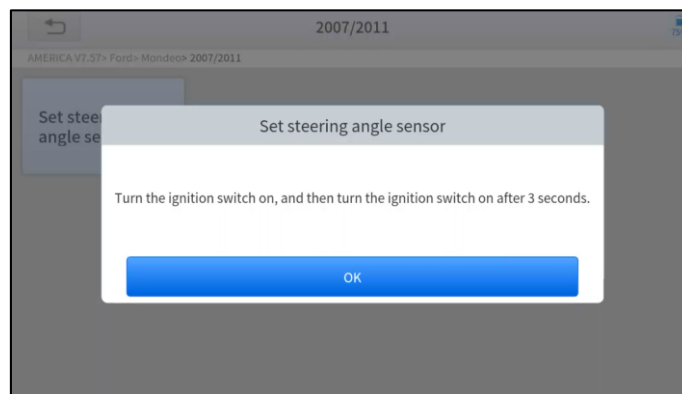 2007/2011
AMERICA V7.57> Ford> Mondeo> 2007/2011
Set stee
angle se
Set steering angle sensor
Turn the ignition switch on, and then turn the ignition switch on after 3 seconds.
OK